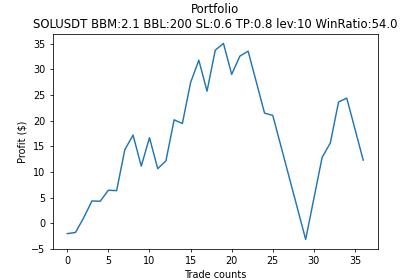 Portfolio
SOLUSDT BBM:2.1 BBL:200 SL:0.6 TP:0.8 lev:10 WinRatio:54.0
35
30
25
20
15
10
5
0
−5
Profit ($)
0 5 10 15 20 25 30 35
Trade counts